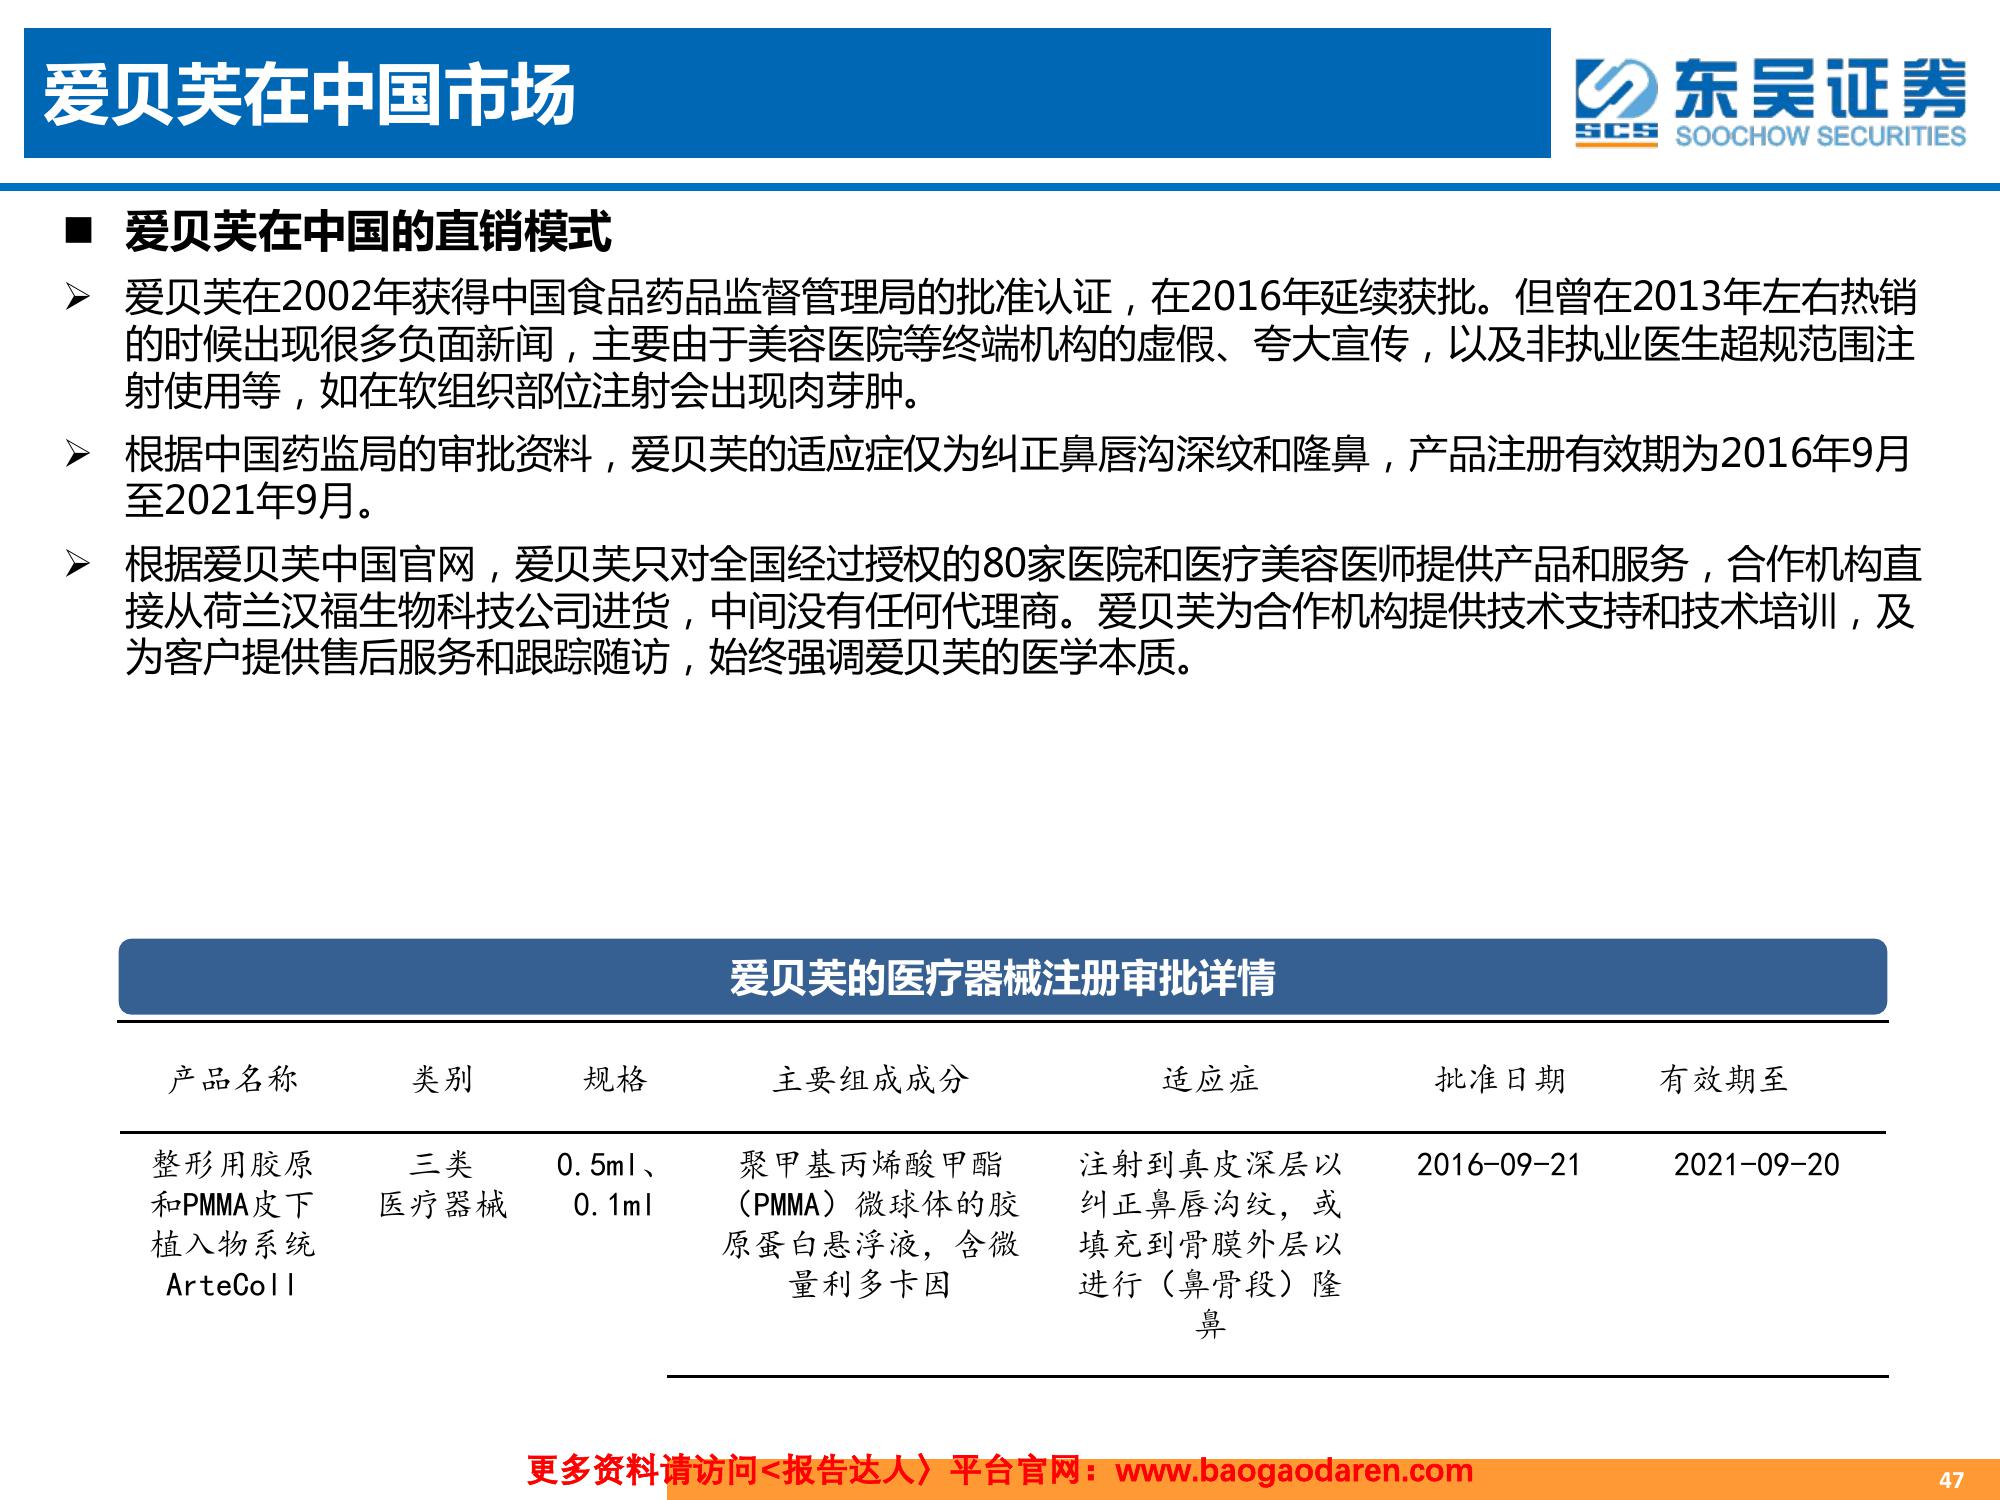 爱贝芙在中国市场
东吴证券
SCS
SOOCHOW SECURITIES
■ 爱贝芙在中国的直销模式
➢ 爱贝芙在2002年获得中国食品药品监督管理局的批准认证，在2016年延续获批。但曾在2013年左右热销
的时候出现很多负面新闻，主要由于美容医院等终端机构的虚假、夸大宣传，以及非执业医生超规范围注
射使用等，如在软组织部位注射会出现肉芽肿。
➢ 根据中国药监局的审批资料，爱贝芙的适应症仅为纠正鼻唇沟深纹和隆鼻，产品注册有效期为2016年9月
至2021年9月。
➢ 根据爱贝芙中国官网，爱贝芙只对全国经过授权的80家医院和医疗美容医师提供产品和服务，合作机构直
接从荷兰汉福生物科技公司进货，中间没有任何代理商。爱贝芙为合作机构提供技术支持和技术培训，及
为客户提供售后服务和跟踪随访，始终强调爱贝芙的医学本质。
爱贝芙的医疗器械注册审批详情
产品名称 类别 规格 主要组成成分 适应症 批准日期 有效期至
整形用胶原 三类 0.5ml、 聚甲基丙烯酸甲酯 注射到真皮深层以 2016-09-21 2021-09-20
和PMMA皮下 医疗器械 0.1ml （PMMA）微球体的胶 纠正鼻唇沟纹，或
植入物系统 原蛋白悬浮液，含微 填充到骨膜外层以
ArteColl 量利多卡因 进行（鼻骨段）隆
鼻
更多资料请访问<报告达人〉平台官网：www.baogaodaren.com
47